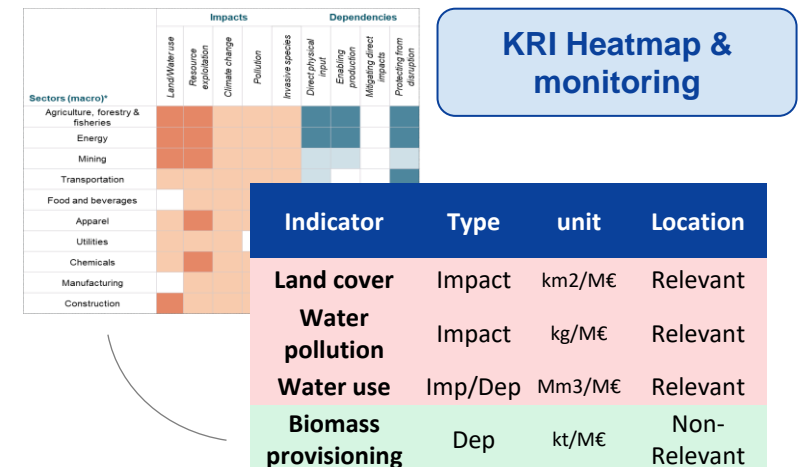 Impacts
Dependencies
Sectors (macro)*
Land/Water use
Resource
exploitation
Climate change
Pollution
Invasive species
Direct physical
input
Enabling
production
Mitigating direct
impacts
Protecting from
disruption
Agriculture, forestry &
fisheries
Energy
Mining
Transportation
Food and beverages
Apparel
Utilities
Chemicals
Manufacturing
Construction
KRI Heatmap &
monitoring
Indicator Type unit Location
Land cover Impact km2/M€ Relevant
Water
pollution Impact kg/M€ Relevant
Water use Imp/Dep Mm3/M€ Relevant
Biomass
provisioning Dep kt/M€ Non-
Relevant